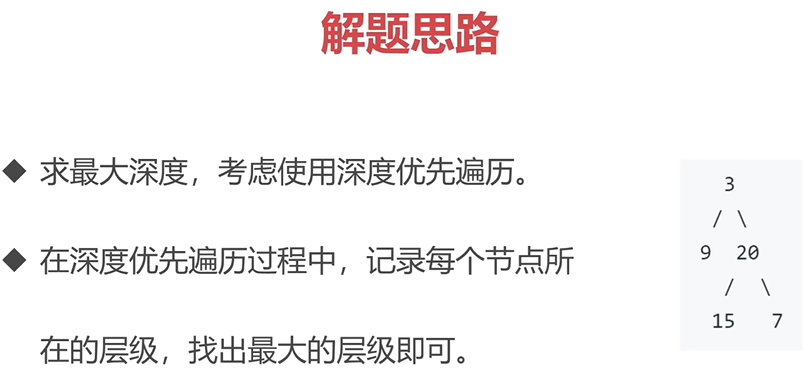 解题思路
◆ 求最大深度，考虑使用深度优先遍历。
◆ 在深度优先遍历过程中，记录每个节点所
在的层级，找出最大的层级即可。
3
/ \
9 20
/ \
15 7